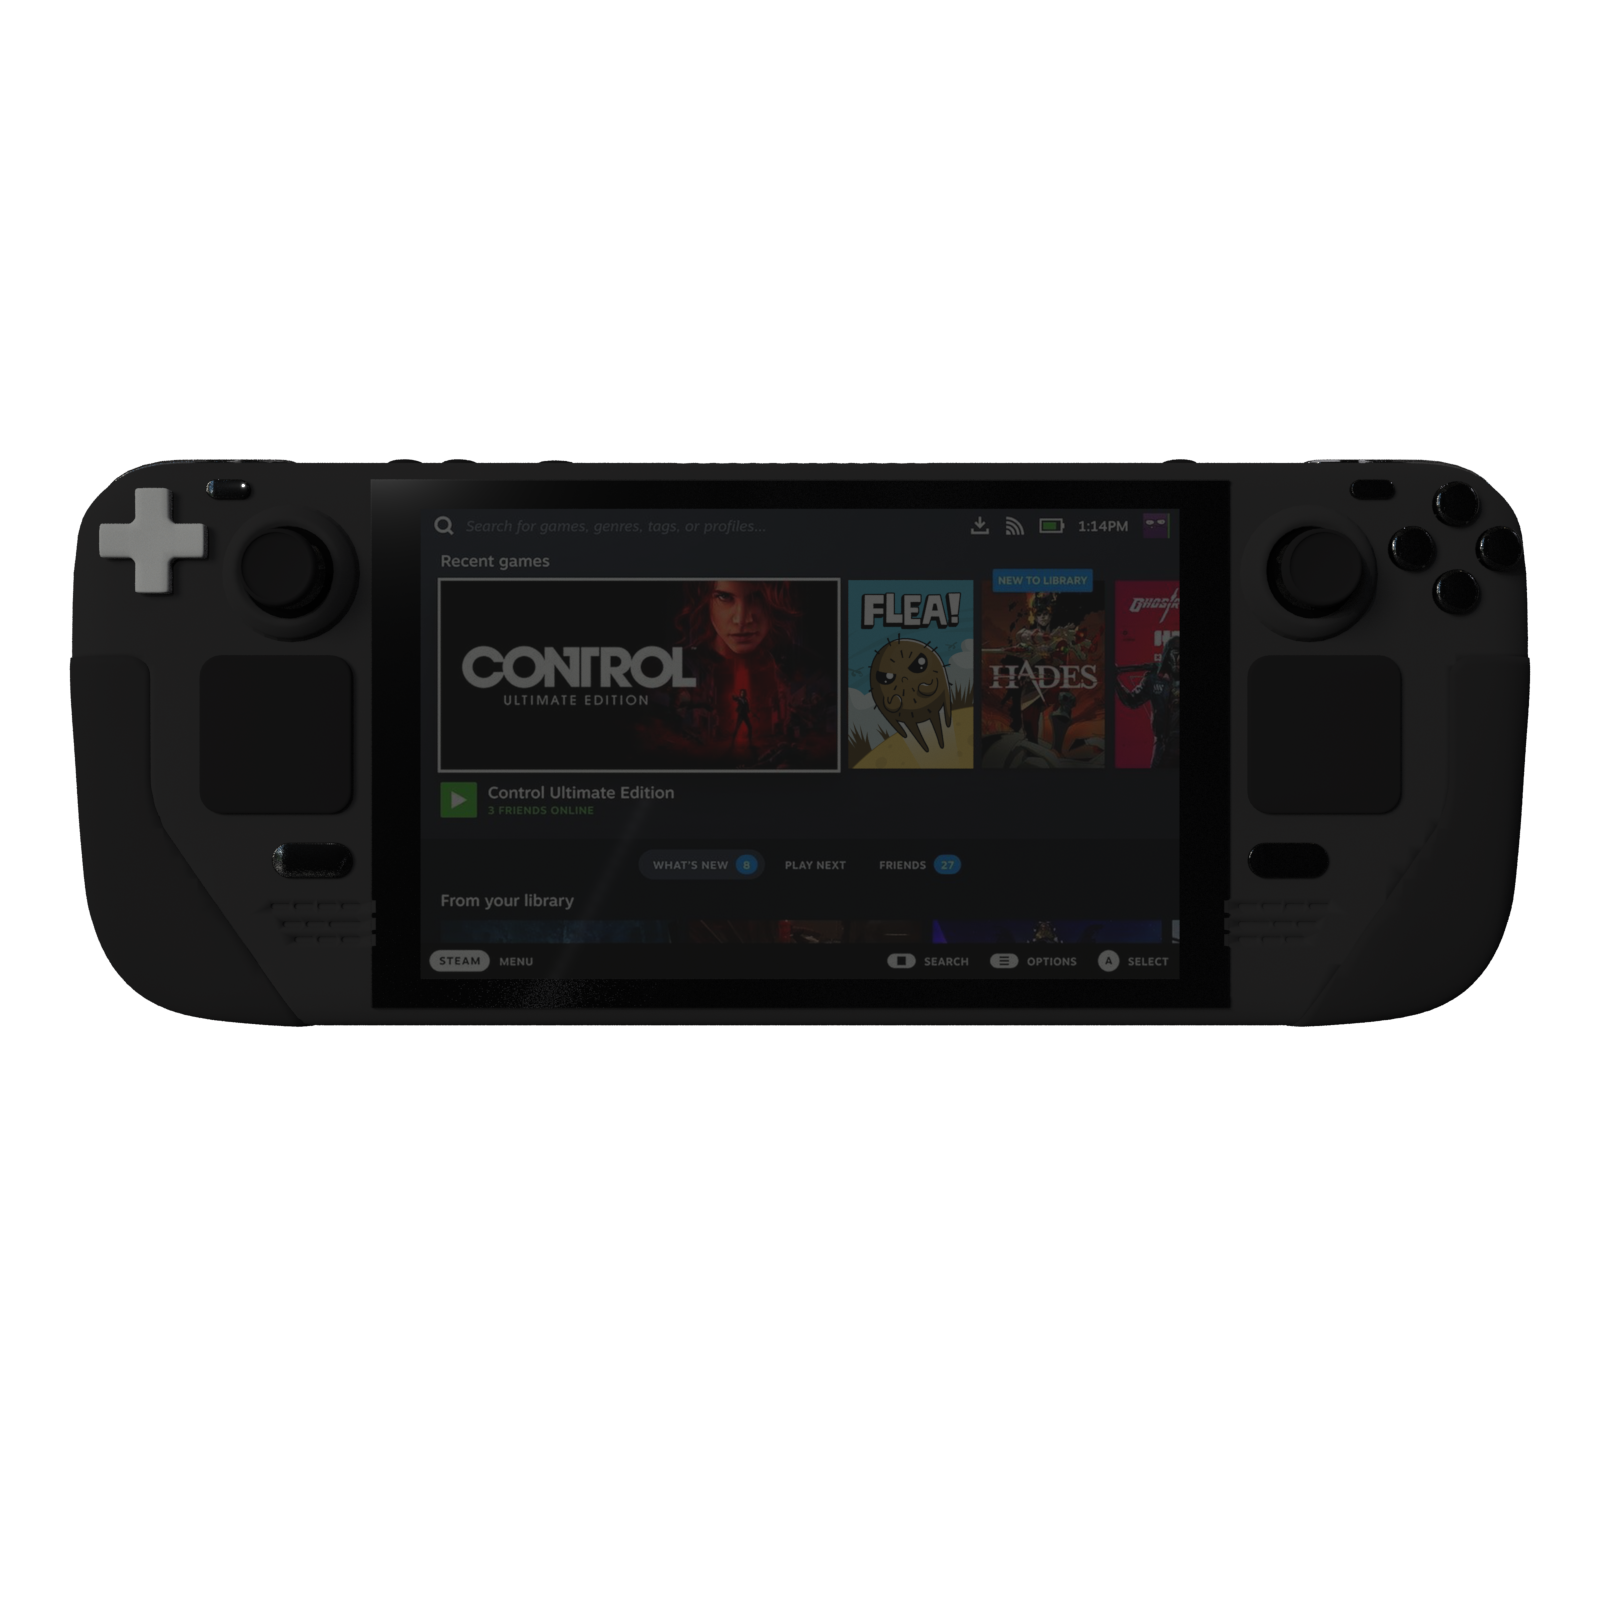 Search for games, genres, tags, or profiles...
1:14PM
Recent games
NEW TO LIBRARY
CONTROL
ULTIMATE EDITION
FLEA!
HADES
Control Ultimate Edition
3 FRIENDS ONLINE
WHAT'S NEW 8 PLAY NEXT FRIENDS 27
From your library
STEAM MENU
SEARCH OPTIONS A SELECT